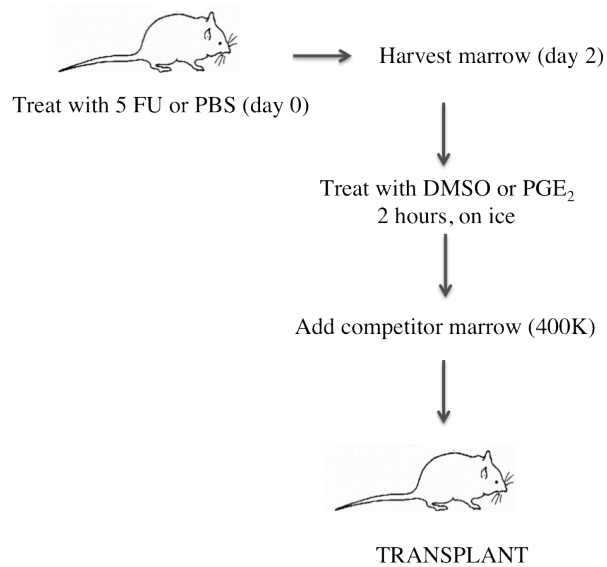 Harvest marrow (day 2)
Treat with 5 FU or PBS (day 0)
Treat with DMSO or PGE₂
2 hours, on ice
Add competitor marrow (400K)
TRANSPLANT